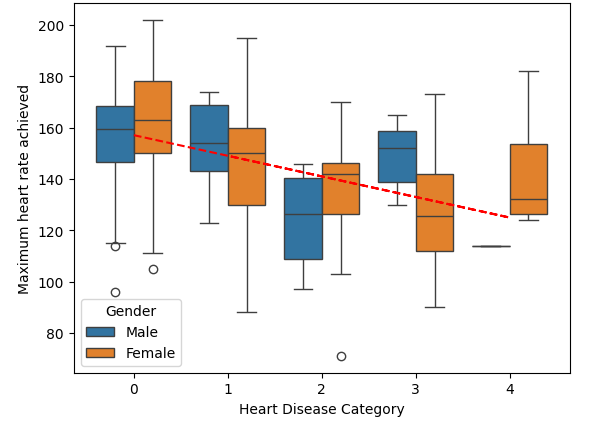 Maximum heart rate achieved
200
180
160
140
120
100
80
Gender
Male
Female
0 1 2 3 4
Heart Disease Category